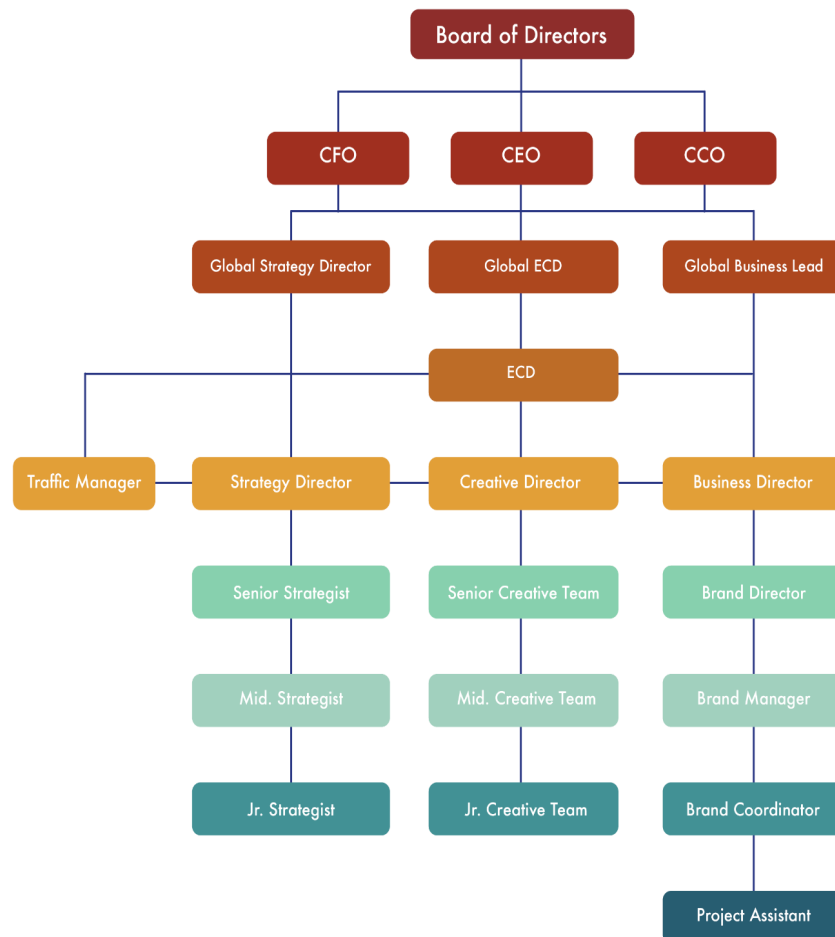 Board of Directors
CFO
CEO
CCO
Global Strategy Director
Global ECD
Global Business Lead
ECD
Traffic Manager
Strategy Director
Creative Director
Business Director
Senior Strategist
Senior Creative Team
Brand Director
Mid. Strategist
Mid. Creative Team
Brand Manager
Jr. Strategist
Jr. Creative Team
Brand Coordinator
Project Assistant